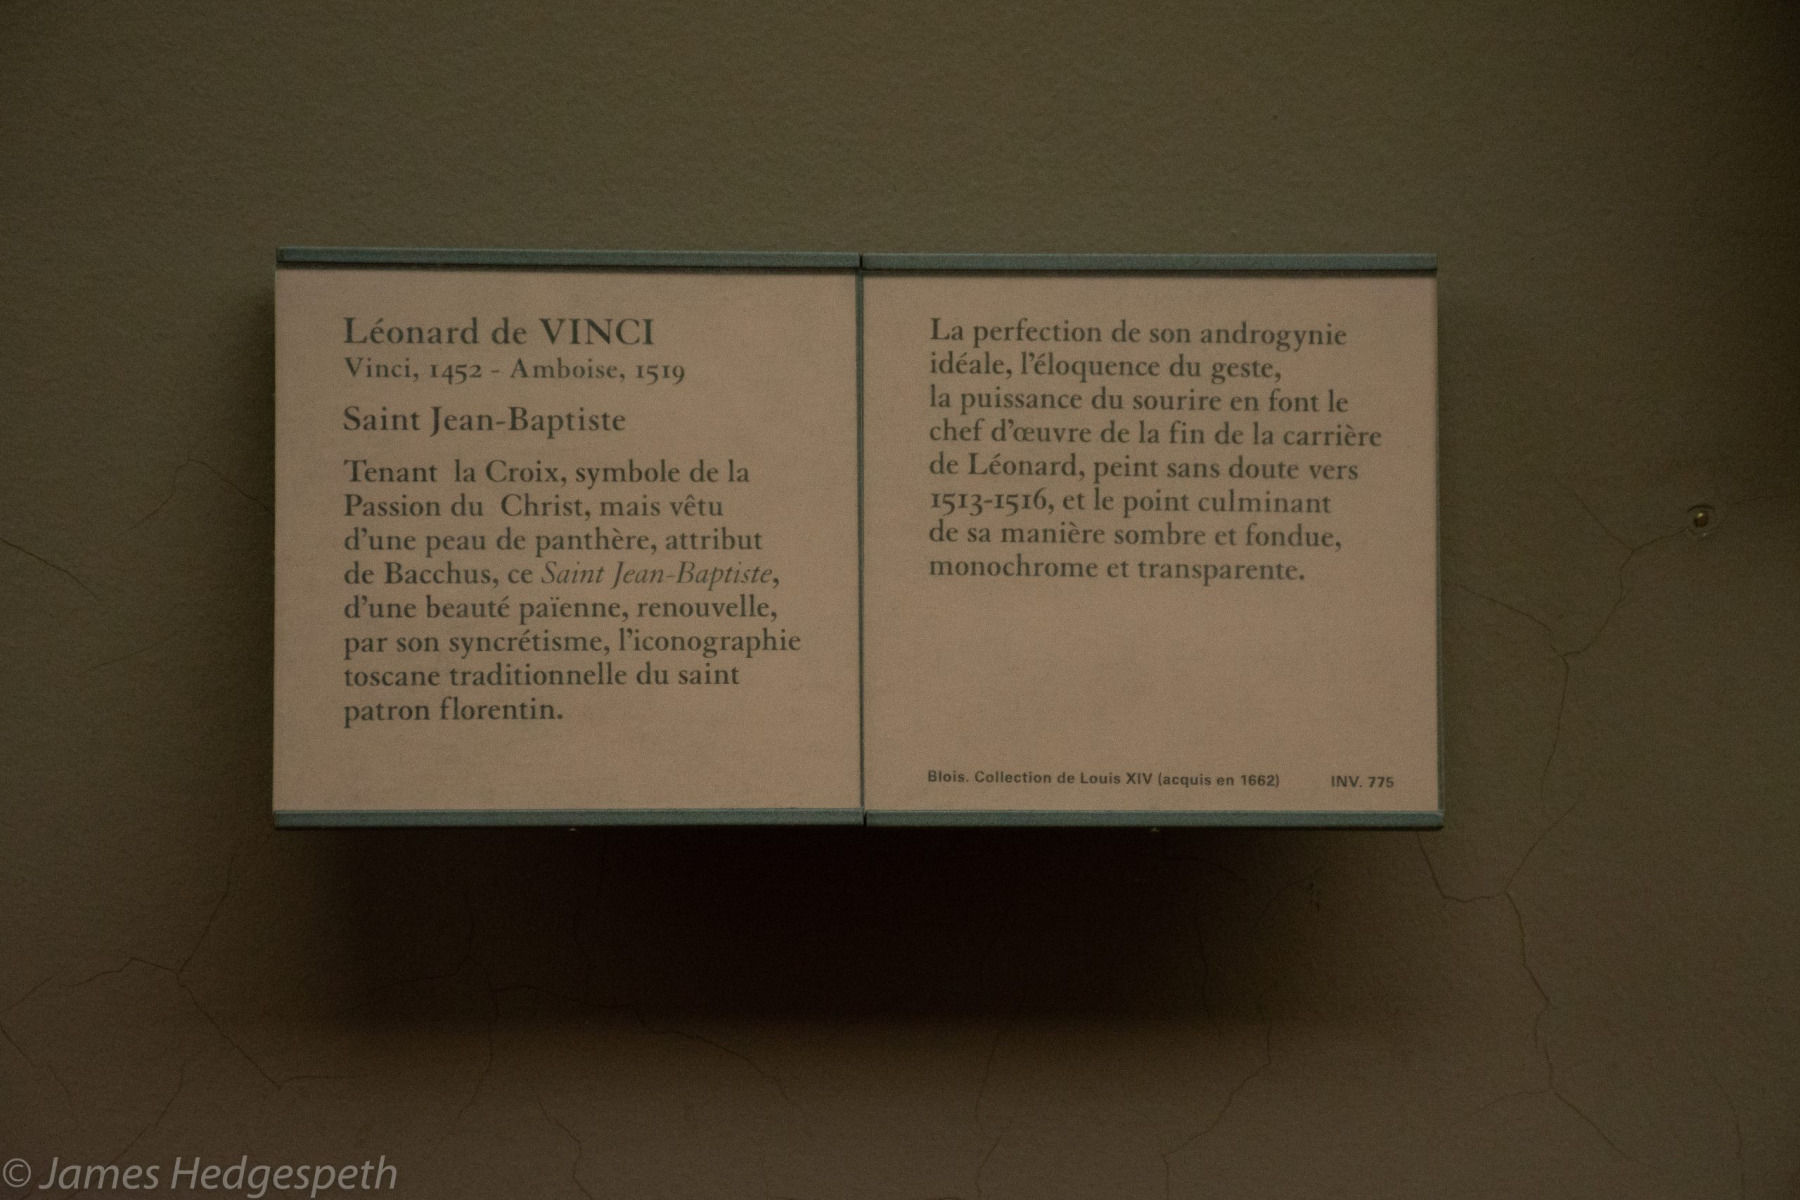 Léonard de VINCI
Vinci, 1452 - Amboise, 1519
Saint Jean-Baptiste
Tenant la Croix, symbole de la
Passion du Christ, mais vêtu
d'une peau de panthère, attribut
de Bacchus, ce Saint Jean-Baptiste,
d'une beauté païenne, renouvelle,
par son syncrétisme, l'iconographie
toscane traditionnelle du saint
patron florentin.
La perfection de son androgynie
idéale, l'éloquence du geste,
la puissance du sourire en font le
chef d'œuvre de la fin de la carrière
de Léonard, peint sans doute vers
1513-1516, et le point culminant
de sa manière sombre et fondue,
monochrome et transparente.
Blois. Collection de Louis XIV (acquis en 1662) INV. 775
© James Hedgespeth